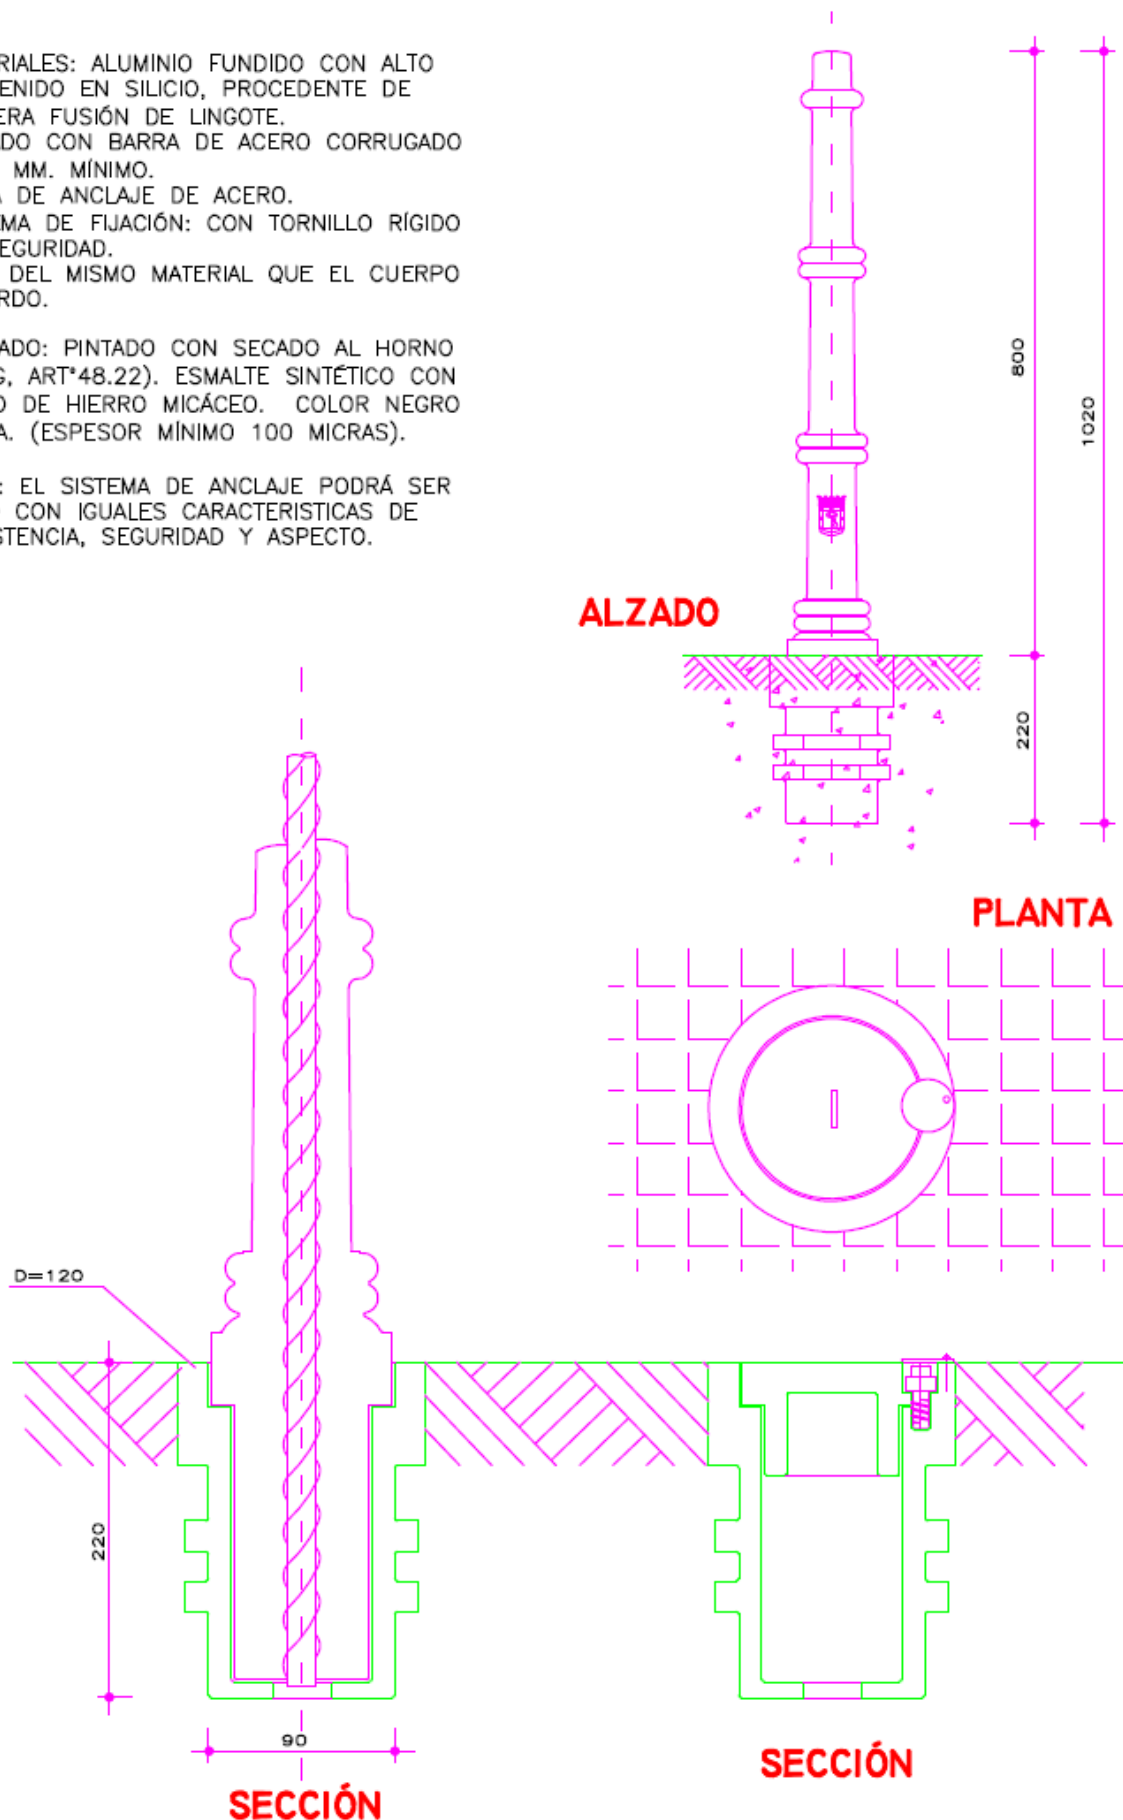 RIALES: ALUMINIO FUNDIDO CON ALTO
ENIDO EN SILICIO, PROCEDENTE DE
ERA FUSIÓN DE LINGOTE.
DO CON BARRA DE ACERO CORRUGADO
MM. MÍNIMO.
DE ANCLAJE DE ACERO.
MA DE FIJACIÓN: CON TORNILLO RÍGIDO
EGURIDAD.
DEL MISMO MATERIAL QUE EL CUERPO
RDO.
ADO: PINTADO CON SECADO AL HORNO
G, ART°48.22). ESMALTE SINTÉTICO CON
O DE HIERRO MICÁCEO. COLOR NEGRO
A. (ESPESOR MÍNIMO 100 MICRAS).
: EL SISTEMA DE ANCLAJE PODRÁ SER
CON IGUALES CARACTERISTICAS DE
STENCIA, SEGURIDAD Y ASPECTO.
800
1020
ALZADO
220
PLANTA
D=120
220
90
SECCIÓN
SECCIÓN